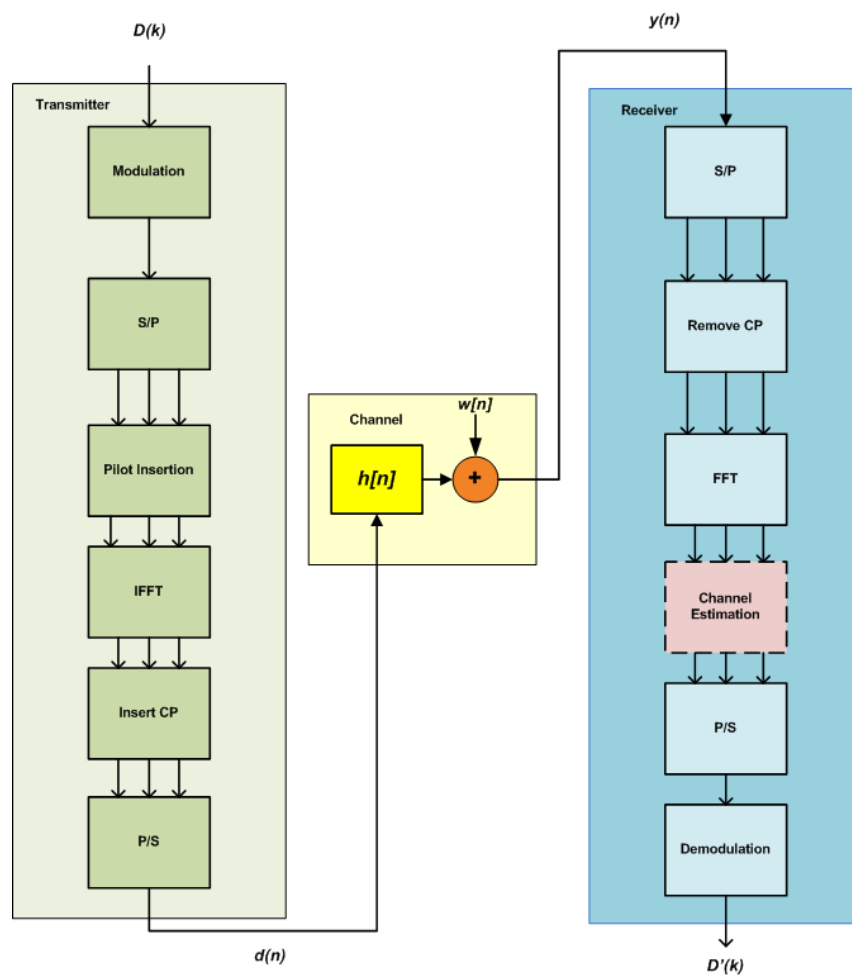 D(k)
Transmitter
Modulation
S/P
Pilot Insertion
IFFT
Insert CP
P/S
d(n)
Channel
w[n]
h[n]
+
y(n)
Receiver
S/P
Remove CP
FFT
Channel
Estimation
P/S
Demodulation
D'(k)